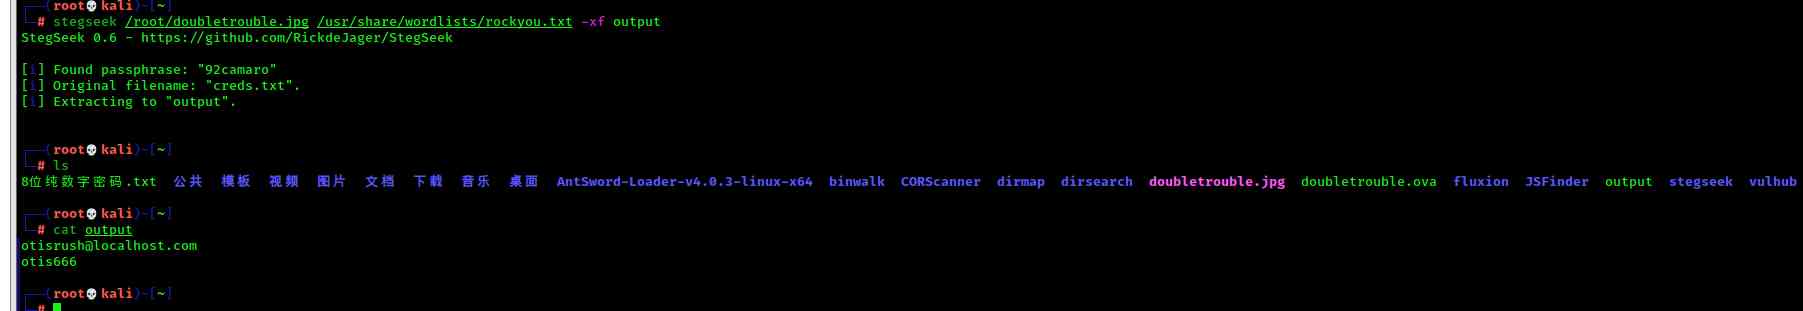 ┌──(root💀kali)-[~]
└─# stegseek /root/doubletrouble.jpg /usr/share/wordlists/rockyou.txt -xf output
StegSeek 0.6 - https://github.com/RickdeJager/StegSeek
[i] Found passphrase: "92camaro"
[i] Original filename: "creds.txt".
[i] Extracting to "output".
┌──(root💀kali)-[~]
└─# ls
8位纯数字密码.txt 公共 模板 视频 图片 文档 下载 音乐 桌面 AntSword-Loader-v4.0.3-linux-x64 binwalk CORScanner dirmap dirsearch doubletrouble.jpg doubletrouble.ova fluxion JSFinder output stegseek vulhub
┌──(root💀kali)-[~]
└─# cat output
otisrush@localhost.com
otis666
┌──(root💀kali)-[~]
└─#